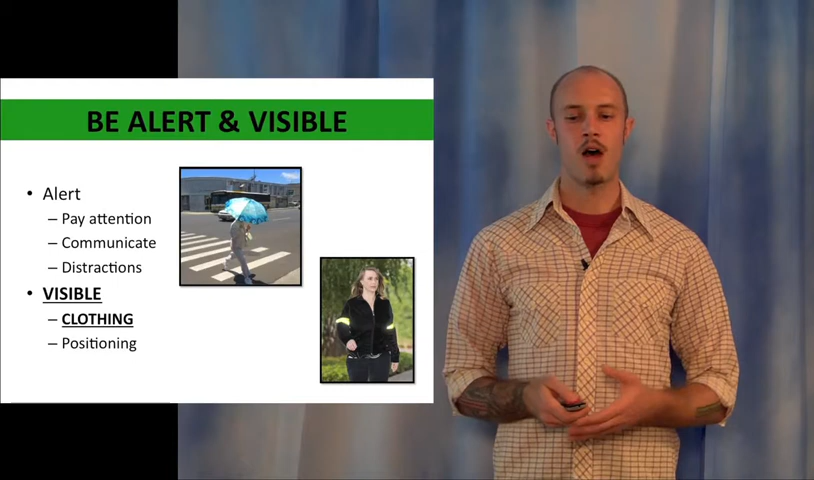 BE ALERT & VISIBLE
• Alert
– Pay attention
– Communicate
– Distractions
• VISIBLE
– CLOTHING
– Positioning